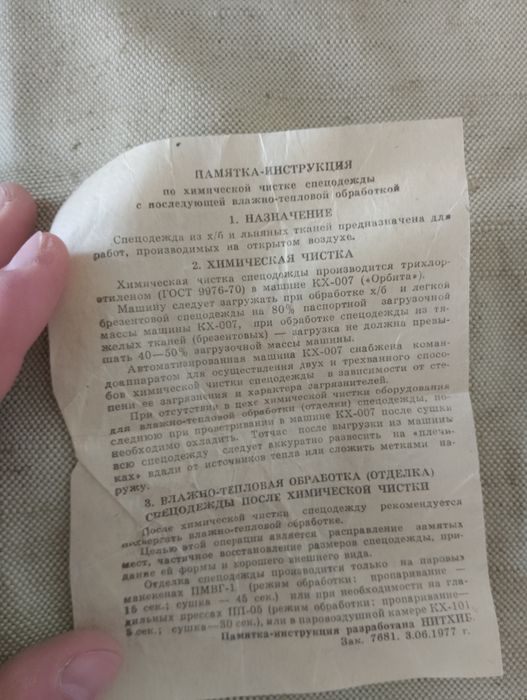 ПАМЯТКА-ИНСТРУКЦИЯ
по химической чистке спецодежды
с последующей влажно-тепловой обработкой
1. НАЗНАЧЕНИЕ
Спецодежда из х/б и льняных тканей предназначена для
работ, производимых на открытом воздухе.
2. ХИМИЧЕСКАЯ ЧИСТКА
Химическая чистка спецодежды производится трихлор-
этиленом (ГОСТ 9976-70) в машине КХ-007 («Орбита»).
Машину следует загружать при обработке х/б и легкой
брезентовой спецодежды на 80% паспортной загрузочной
массы машины КХ-007, при обработке спецодежды из тя-
желых тканей (брезентовых) — загрузка не должна превы-
шать 40—50% загрузочной массы машины.
Автоматизированная машина КХ-007 снабжена коман-
доаппаратом для осуществления двух и трехванного спосо-
бов химической чистки спецодежды в зависимости от сте-
пени ее загрязнения и характера загрязнителей.
При отсутствии в цехе химической чистки оборудования
для влажно-тепловой обработки (отделки) спецодежды, по-
следнюю при проветривании в машине КХ-007 после сушки
необходимо охладить. Тотчас после выгрузки из машины
всю спецодежду следует аккуратно развесить на «плечи-
ках» вдали от источников тепла или сложить метками на-
ружу.
3. ВЛАЖНО-ТЕПЛОВАЯ ОБРАБОТКА (ОТДЕЛКА)
СПЕЦОДЕЖДЫ ПОСЛЕ ХИМИЧЕСКОЙ ЧИСТКИ
После химической чистки спецодежду рекомендуется
подвергать влажно-тепловой обработке.
Целью этой операции является расправление замятых
мест, частичное восстановление размеров спецодежды, при-
дание ей формы и хорошего внешнего вида.
Отделка спецодежды производится только на паровых
манекенах ПМВГ-1 (режим обработки: пропаривание —
15 сек.; сушка — 45 сек.) или при необходимости на гла-
дильных прессах ПП-05 (режим обработки: пропаривание—
5 сек.; сушка—30 сек.), или в паровоздушной камере КХ-101.
Памятка-инструкция разработана НИТХИБ.
Зак. 7681. 3.06.1977 г.